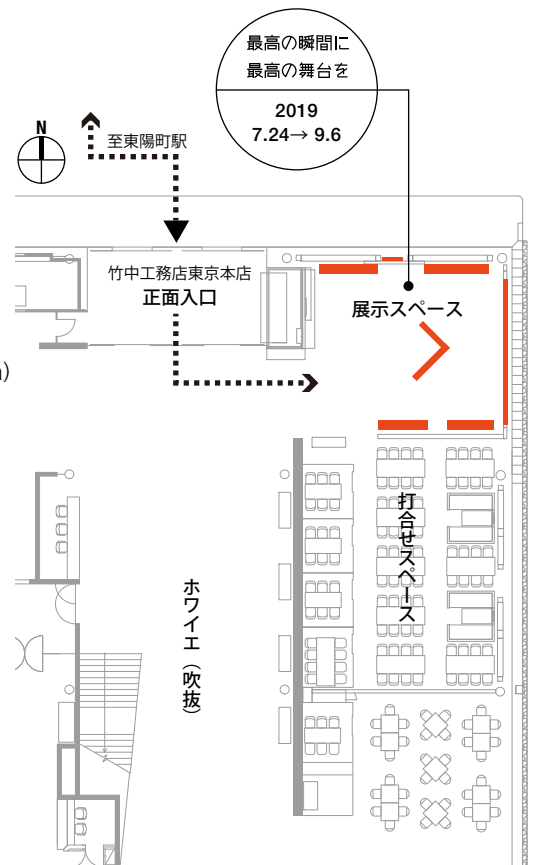 最高の瞬間に
最高の舞台を
2019
7.24→ 9.6
N
至東陽町駅
竹中工務店東京本店
正面入口
展示スペース
)
打合せスペース
ホワイエ（吹抜）